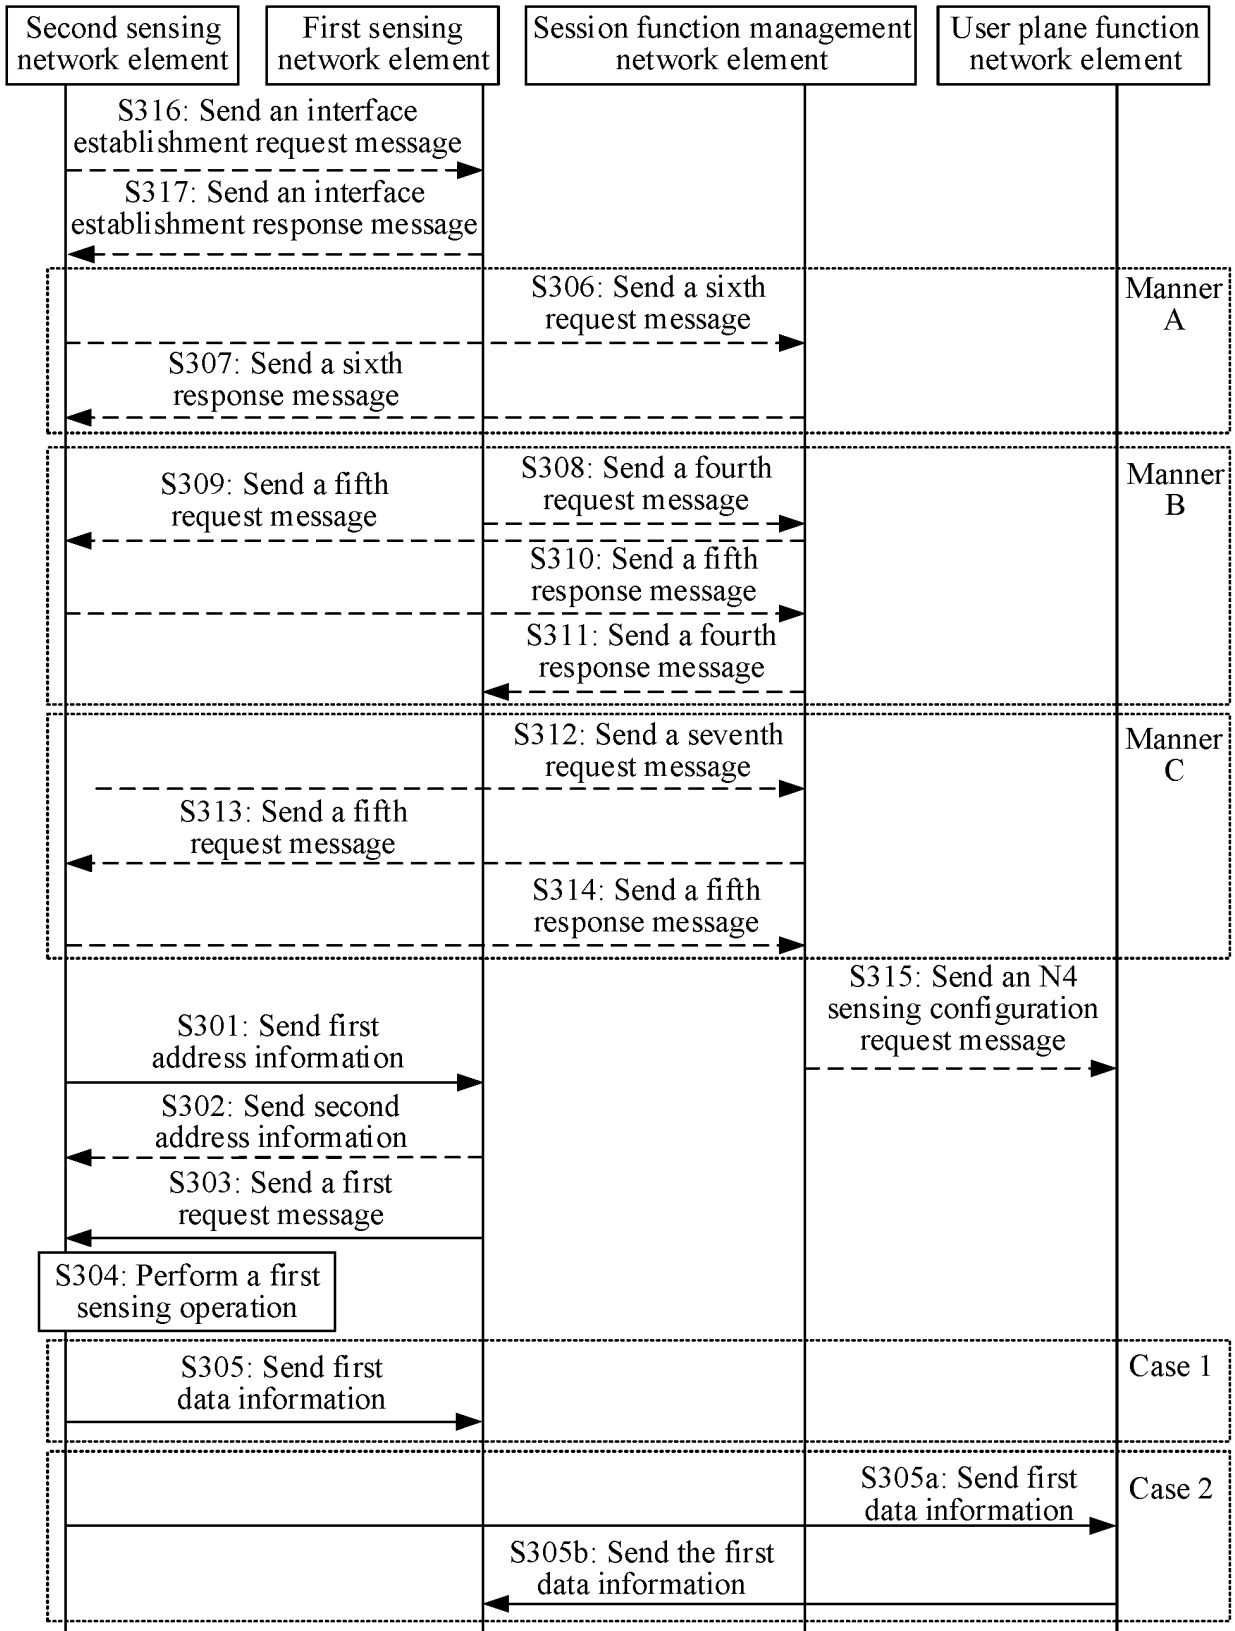 Second sensing
network element
First sensing
network element
Session function management
network element
User plane function
network element
S316: Send an interface
establishment request message
S317: Send an interface
establishment response message
Manner
A
S306: Send a sixth
request message
S307: Send a sixth
response message
Manner
B
S308: Send a fourth
request message
S309: Send a fifth
request message
S310: Send a fifth
response message
S311: Send a fourth
response message
Manner
C
S312: Send a seventh
request message
S313: Send a fifth
request message
S314: Send a fifth
response message
S315: Send an N4
sensing configuration
request message
S301: Send first
address information
S302: Send second
address information
S303: Send a first
request message
S304: Perform a first
sensing operation
Case 1
S305: Send first
data information
Case 2
S305a: Send first
data information
S305b: Send the first
data information